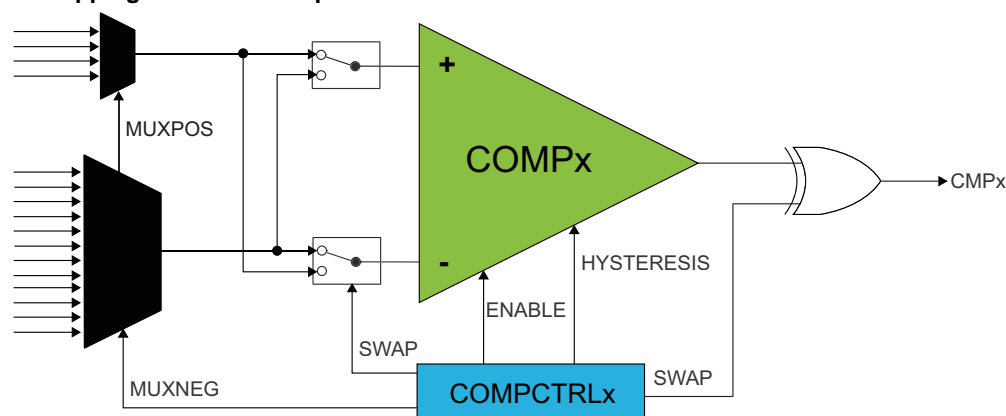 +
MUXPOS
COMPx
CMPx
-
HYSTERESIS
ENABLE
SWAP
SWAP
MUXNEG
COMPCTRLx